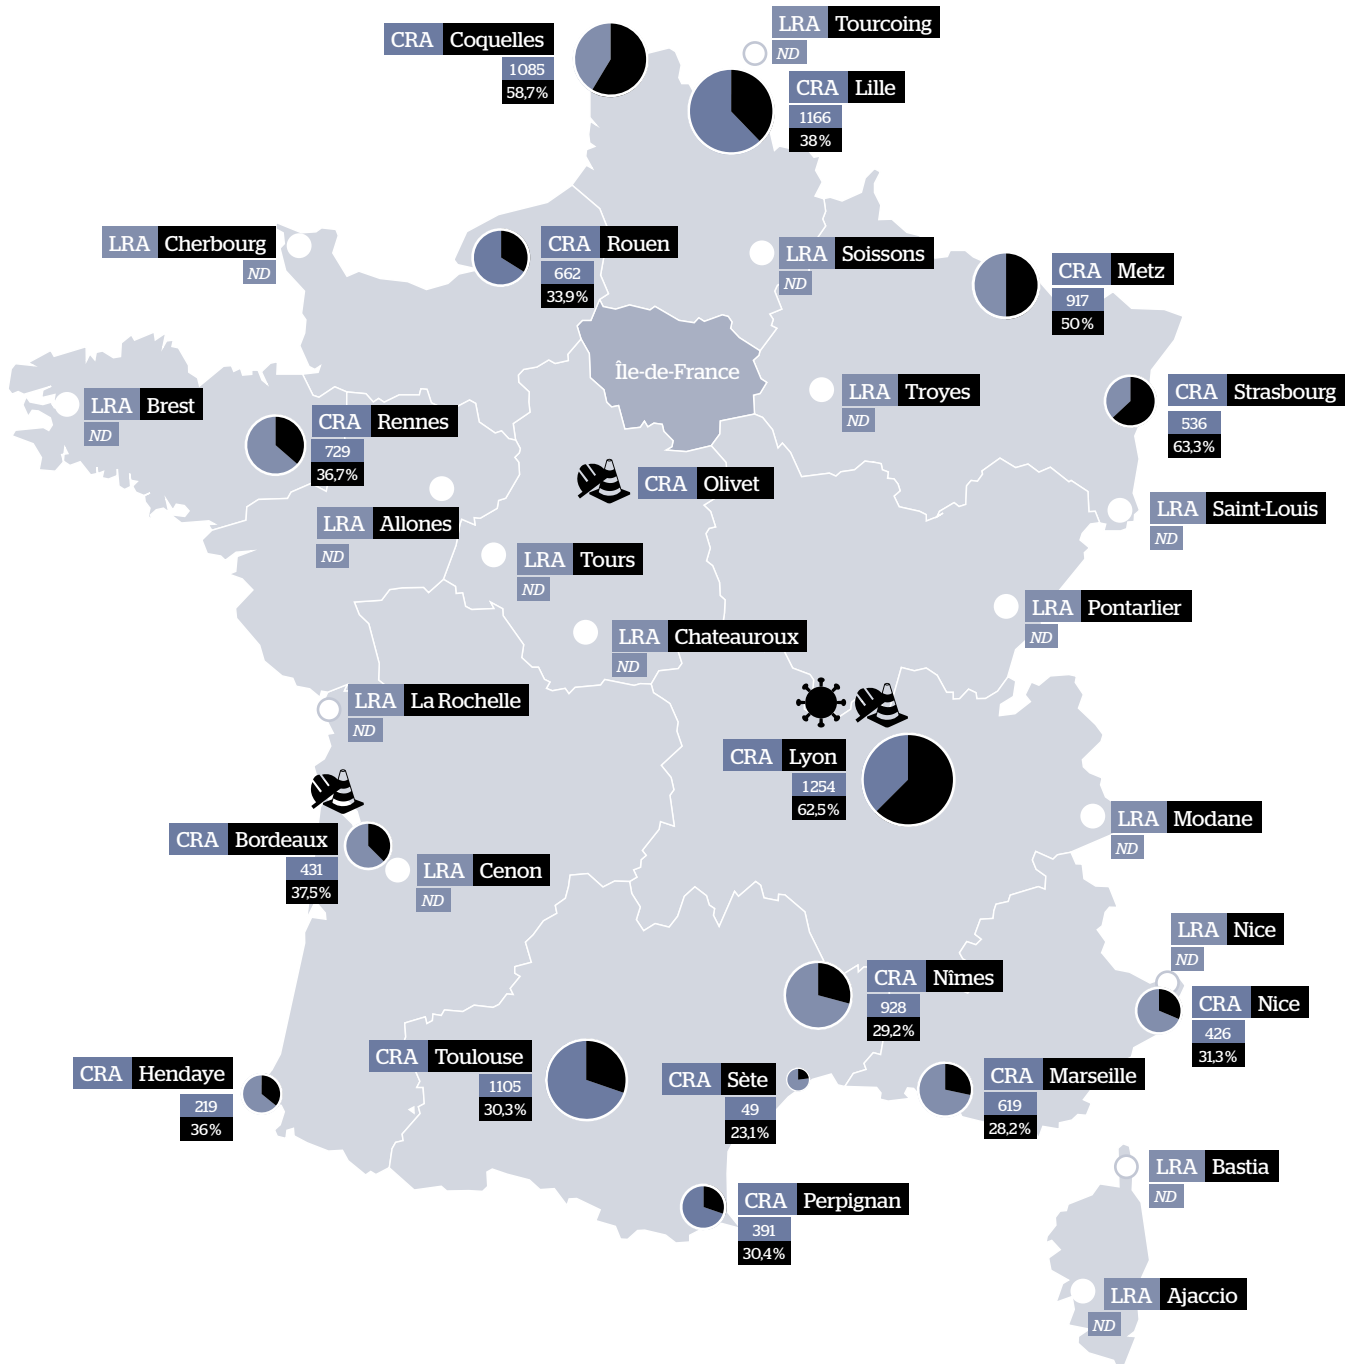 CRA Coquelles
1 085
58,7%
LRA Tourcoing
ND
CRA Lille
1166
38%
LRA Cherbourg
ND
CRA Rouen
662
33,9%
LRA Soissons
ND
CRA Metz
917
50%
Île-de-France
LRA Brest
ND
CRA Rennes
729
36,7%
LRA Troyes
ND
CRA Strasbourg
536
63,3%
CRA Olivet
LRA Allones
ND
LRA Saint-Louis
ND
LRA Tours
ND
LRA Pontarlier
ND
LRA Chateauroux
ND
LRA La Rochelle
ND
CRA Lyon
1 254
62,5%
CRA Bordeaux
431
37,5%
LRA Cenon
ND
LRA Modane
ND
LRA Nice
ND
CRA Nîmes
928
29,2%
CRA Nice
426
31,3%
CRA Hendaye
219
36%
CRA Toulouse
1105
30,3%
CRA Sète
49
23,1%
CRA Marseille
619
28,2%
CRA Perpignan
391
30,4%
LRA Bastia
ND
LRA Ajaccio
ND